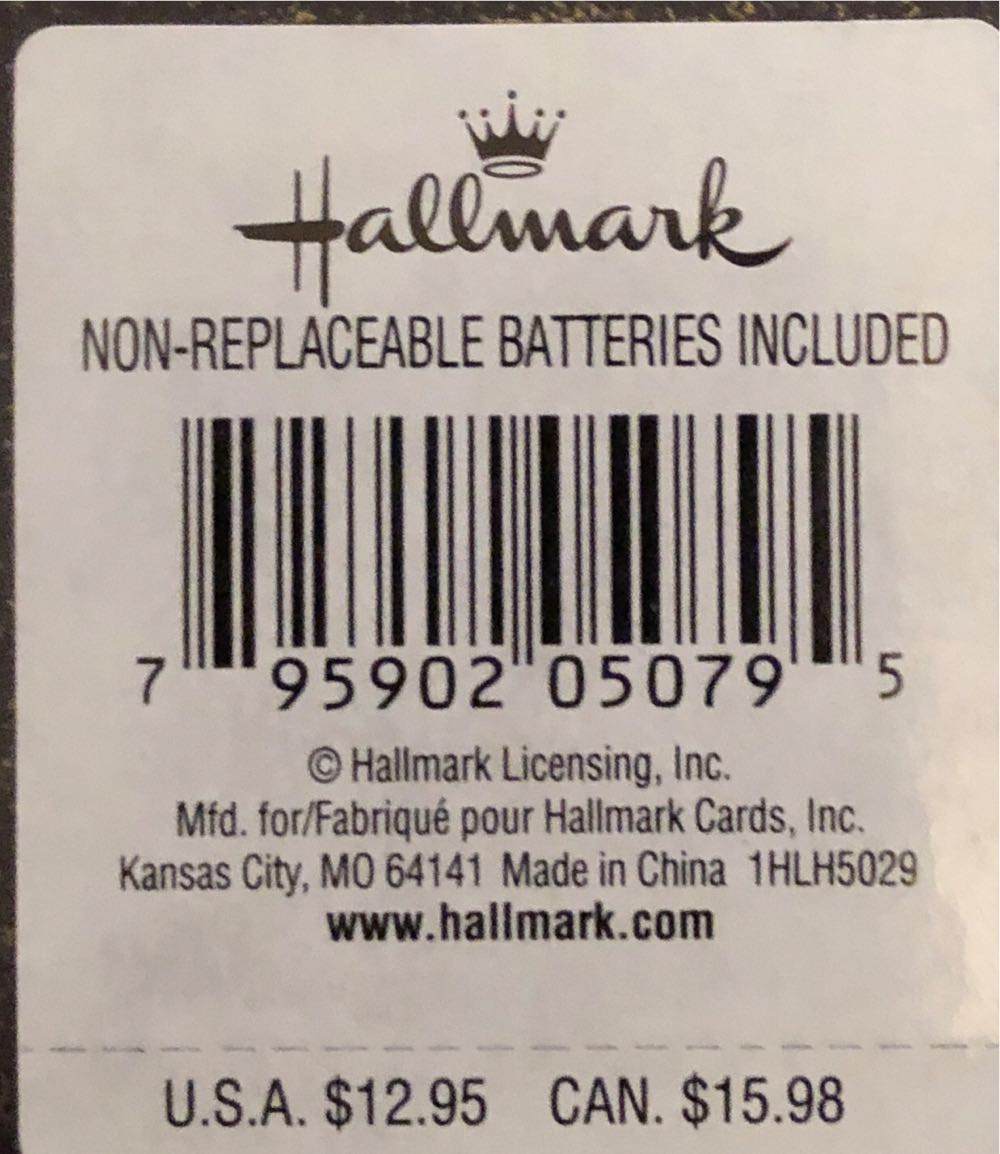 Hallmark
NON-REPLACEABLE BATTERIES INCLUDED
7 95902 05079 5
© Hallmark Licensing, Inc.
Mfd. for/Fabriqué pour Hallmark Cards, Inc.
Kansas City, MO 64141 Made in China 1HLH5029
www.hallmark.com
U.S.A. $12.95 CAN. $15.98